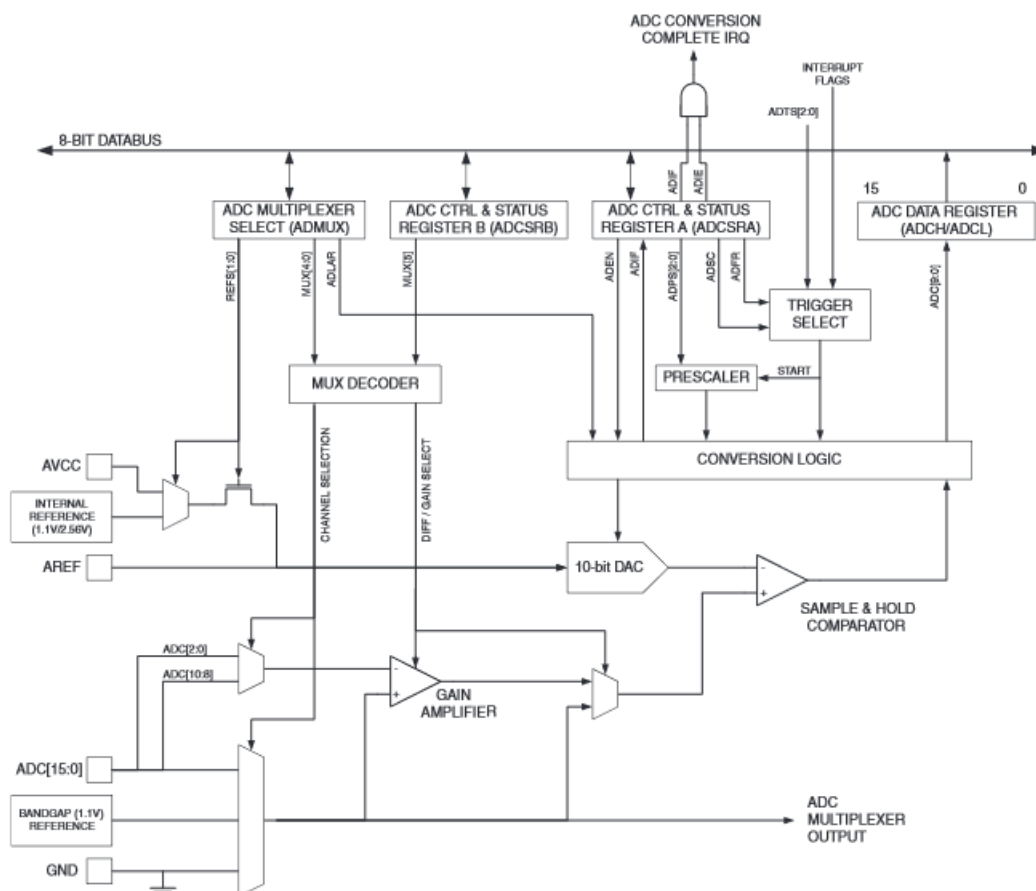 ADC CONVERSION
COMPLETE IRQ
INTERRUPT
FLAGS
ADTS[2:0]
8-BIT DATABUS
ADIF
ADIE
15
0
ADC MULTIPLEXER
SELECT (ADMUX)
ADC CTRL & STATUS
REGISTER B (ADCSRB)
ADC CTRL & STATUS
REGISTER A (ADCSRA)
ADC DATA REGISTER
(ADCH/ADCL)
REFS[1:0]
MUX[4:0]
ADLAR
MUX[5]
ADEN
ADIF
ADPS[2:0]
ADSC
ADFR
ADC[9:0]
TRIGGER
SELECT
MUX DECODER
PRESCALER
START
CHANNEL SELECTION
DIFF / GAIN SELECT
CONVERSION LOGIC
AVCC
INTERNAL
REFERENCE
(1.1V/2.56V)
AREF
10-bit DAC
-
+
SAMPLE & HOLD
COMPARATOR
ADC[2:0]
ADC[10:8]
-
+
GAIN
AMPLIFIER
ADC[15:0]
BANDGAP (1.1V)
REFERENCE
ADC
MULTIPLEXER
OUTPUT
GND